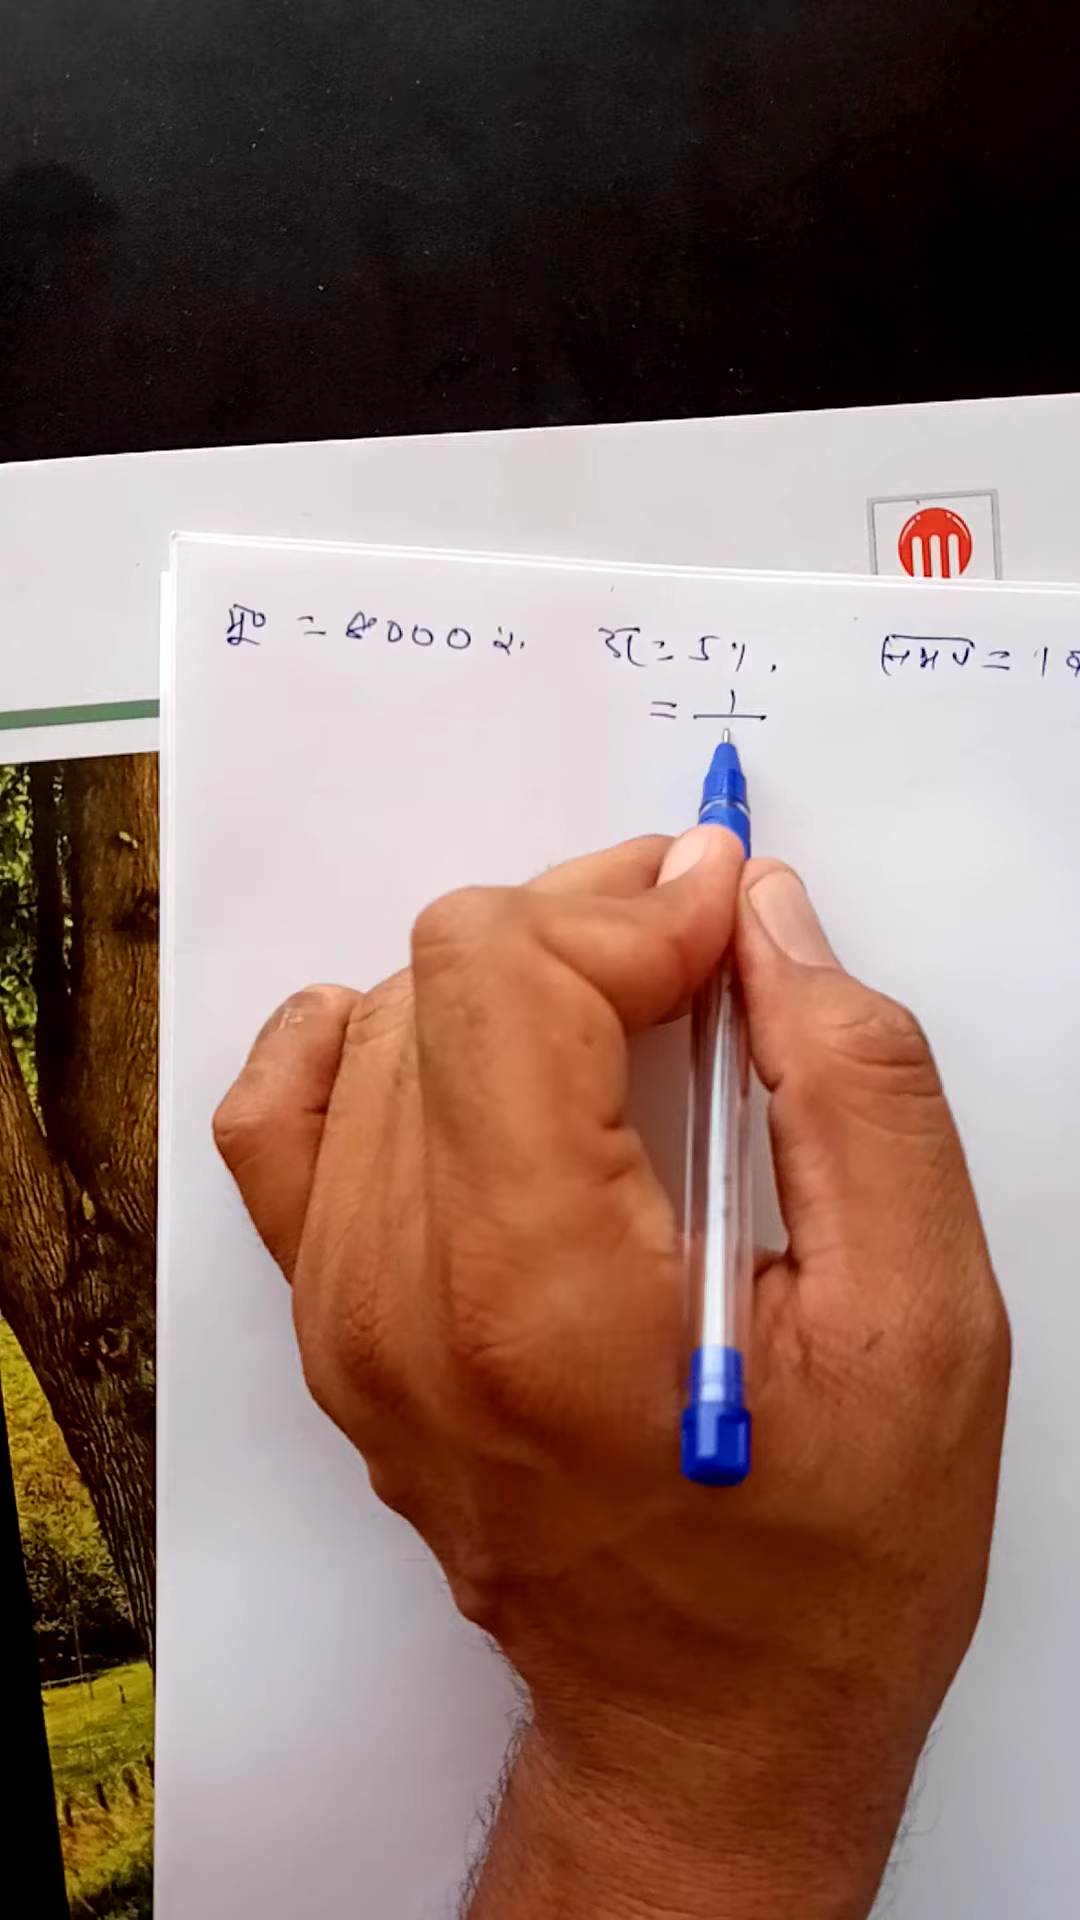 मू० = 8000 रु. दर = 5%. समय = 1 व
= 1/